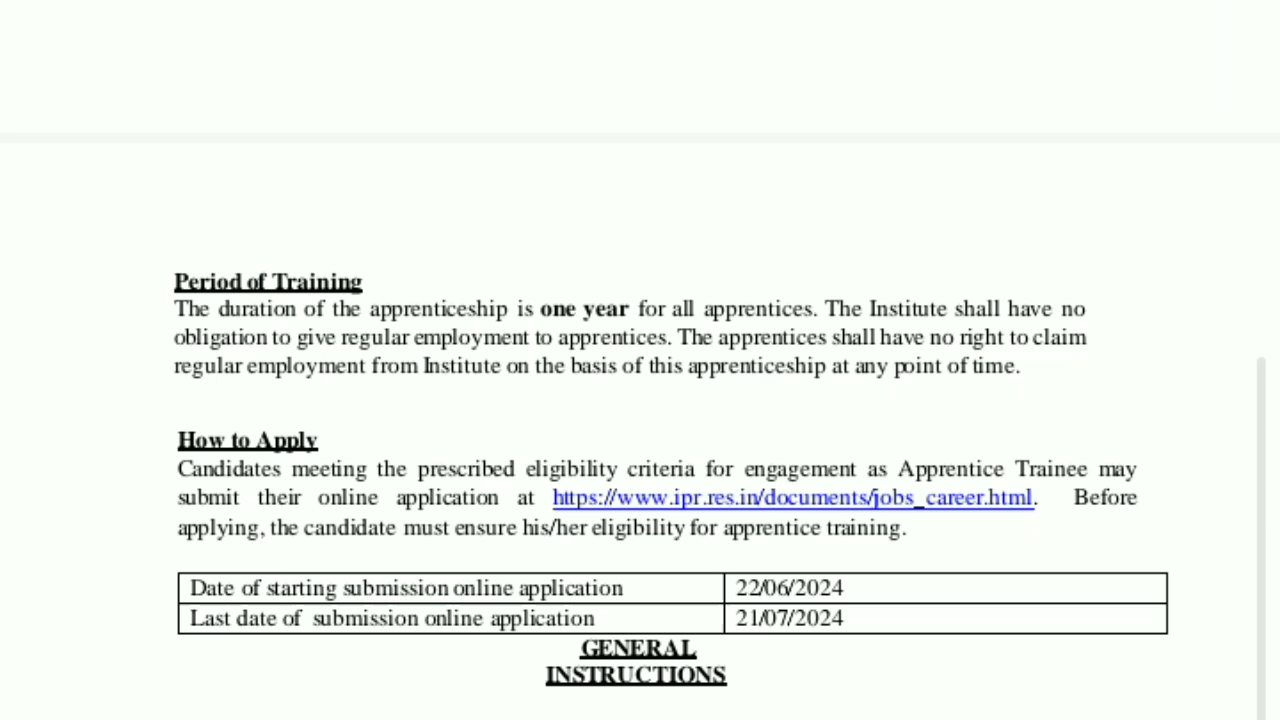 Period of Training
The duration of the apprenticeship is one year for all apprentices. The Institute shall have no
obligation to give regular employment to apprentices. The apprentices shall have no right to claim
regular employment from Institute on the basis of this apprenticeship at any point of time.
How to Apply
Candidates meeting the prescribed eligibility criteria for engagement as Apprentice Trainee may
submit their online application at https://www.ipr.res.in/documents/jobs_career.html. Before
applying, the candidate must ensure his/her eligibility for apprentice training.
Date of starting submission online application 22/06/2024
Last date of submission online application 21/07/2024
GENERAL
INSTRUCTIONS